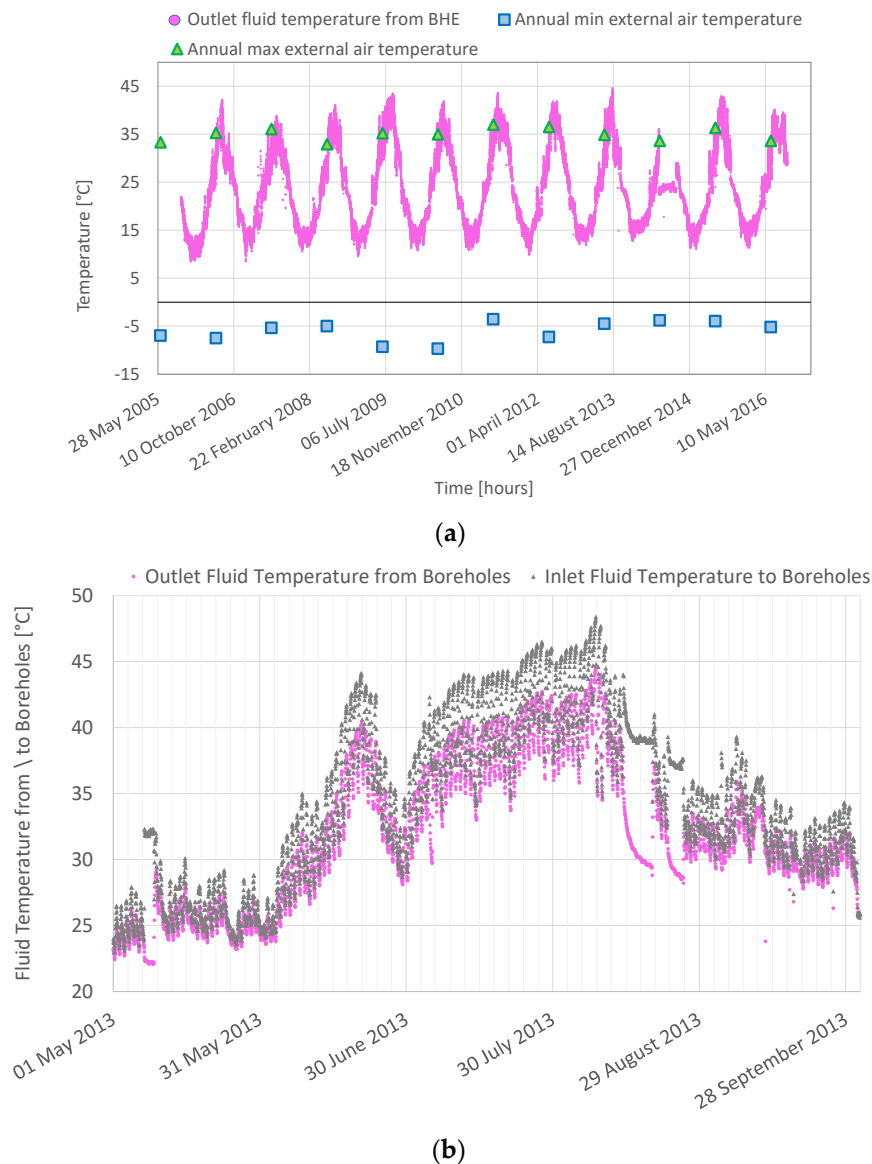 Outlet fluid temperature from BHE
Annual min external air temperature
Annual max external air temperature
Temperature [°C]
45
35
25
15
5
-5
-15
28 May 2005
10 October 2006
22 February 2008
06 July 2009
18 November 2010
01 April 2012
14 August 2013
27 December 2014
10 May 2016
Time [hours]
(a)
Outlet Fluid Temperature from Boreholes
Inlet Fluid Temperature to Boreholes
Fluid Temperature from \ to Boreholes [°C]
50
45
40
35
30
25
20
01 May 2013
31 May 2013
30 June 2013
30 July 2013
29 August 2013
28 September 2013
(b)